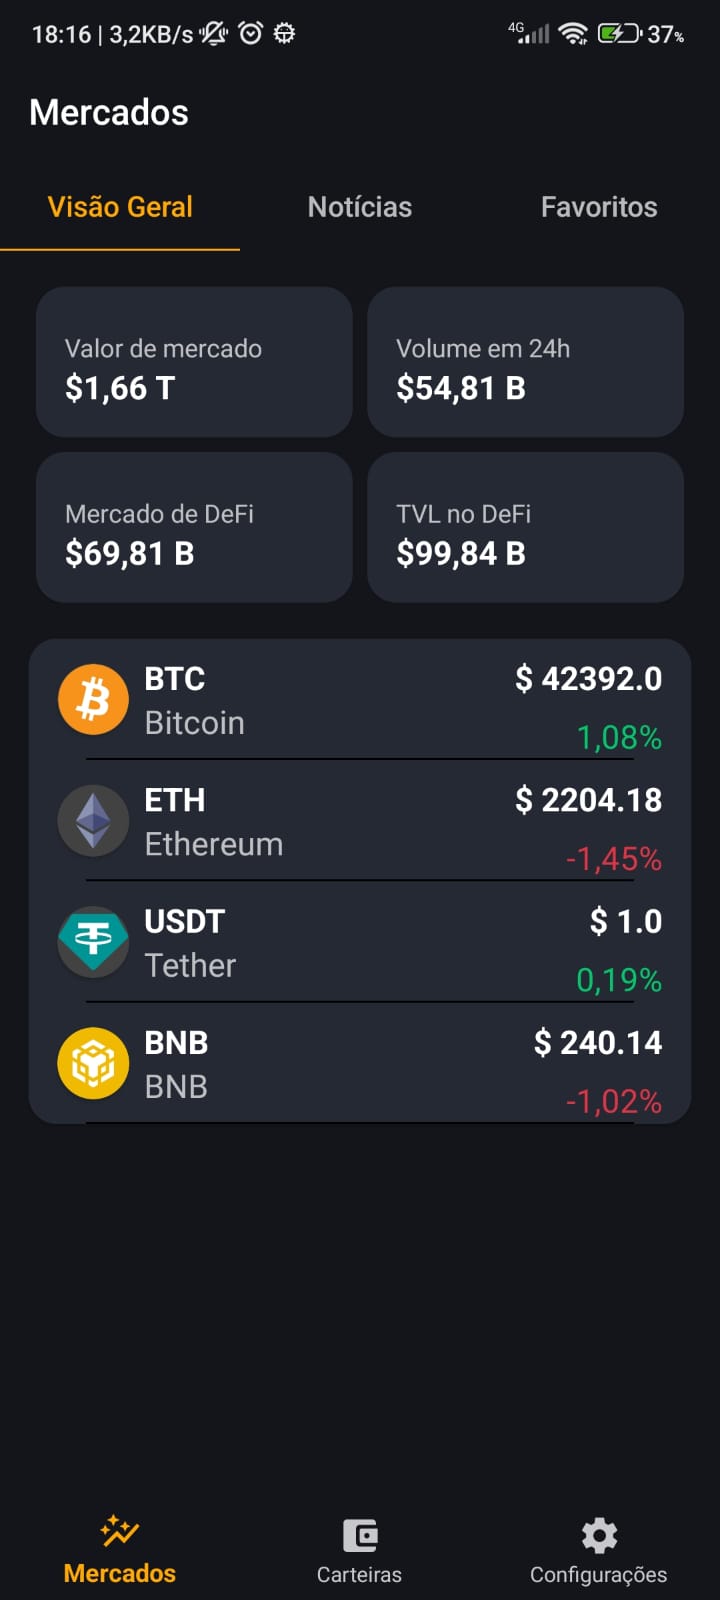 18:16 | 3,2KB/s 4G 37%
Mercados
Visão Geral Notícias Favoritos
Valor de mercado Volume em 24h
$1,66 T $54,81 B
Mercado de DeFi TVL no DeFi
$69,81 B $99,84 B
BTC $ 42392.0
Bitcoin 1,08%
ETH $ 2204.18
Ethereum -1,45%
USDT $ 1.0
Tether 0,19%
BNB $ 240.14
BNB -1,02%
Mercados Carteiras Configurações